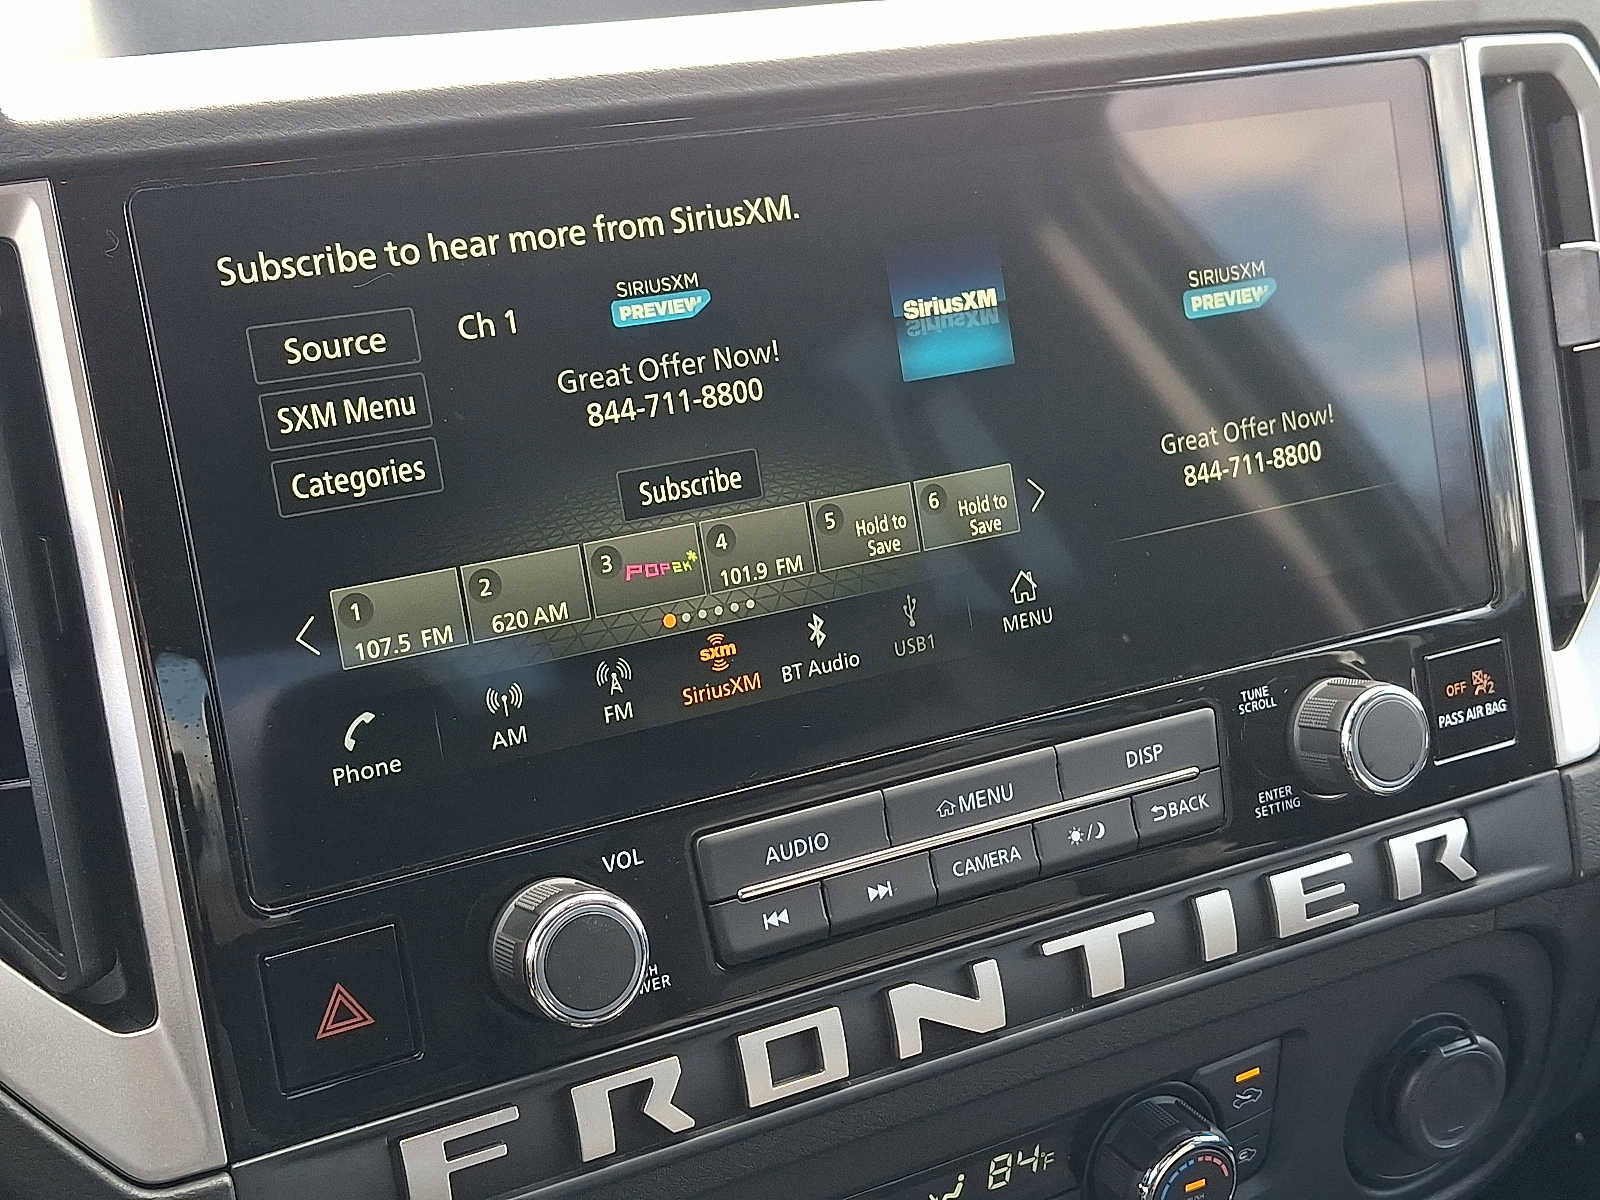 Subscribe to hear more from SiriusXM.
Source
Ch 1
SIRIUSXM
PREVIEW
SiriusXM
SIRIUSXM
PREVIEW
SXM Menu
Great Offer Now!
844-711-8800
Great Offer Now!
844-711-8800
Categories
Subscribe
1
107.5 FM
2
620 AM
3
POP2K*
4
101.9 FM
5
Hold to
Save
6
Hold to
Save
Phone
AM
A
FM
sxm
SiriusXM
BT Audio
USB1
MENU
TUNE
SCROLL
OFF
2
PASS AIR BAG
VOL
AUDIO
MENU
DISP
ENTER
SETTING
CAMERA
BACK
FRONTIER
84°F